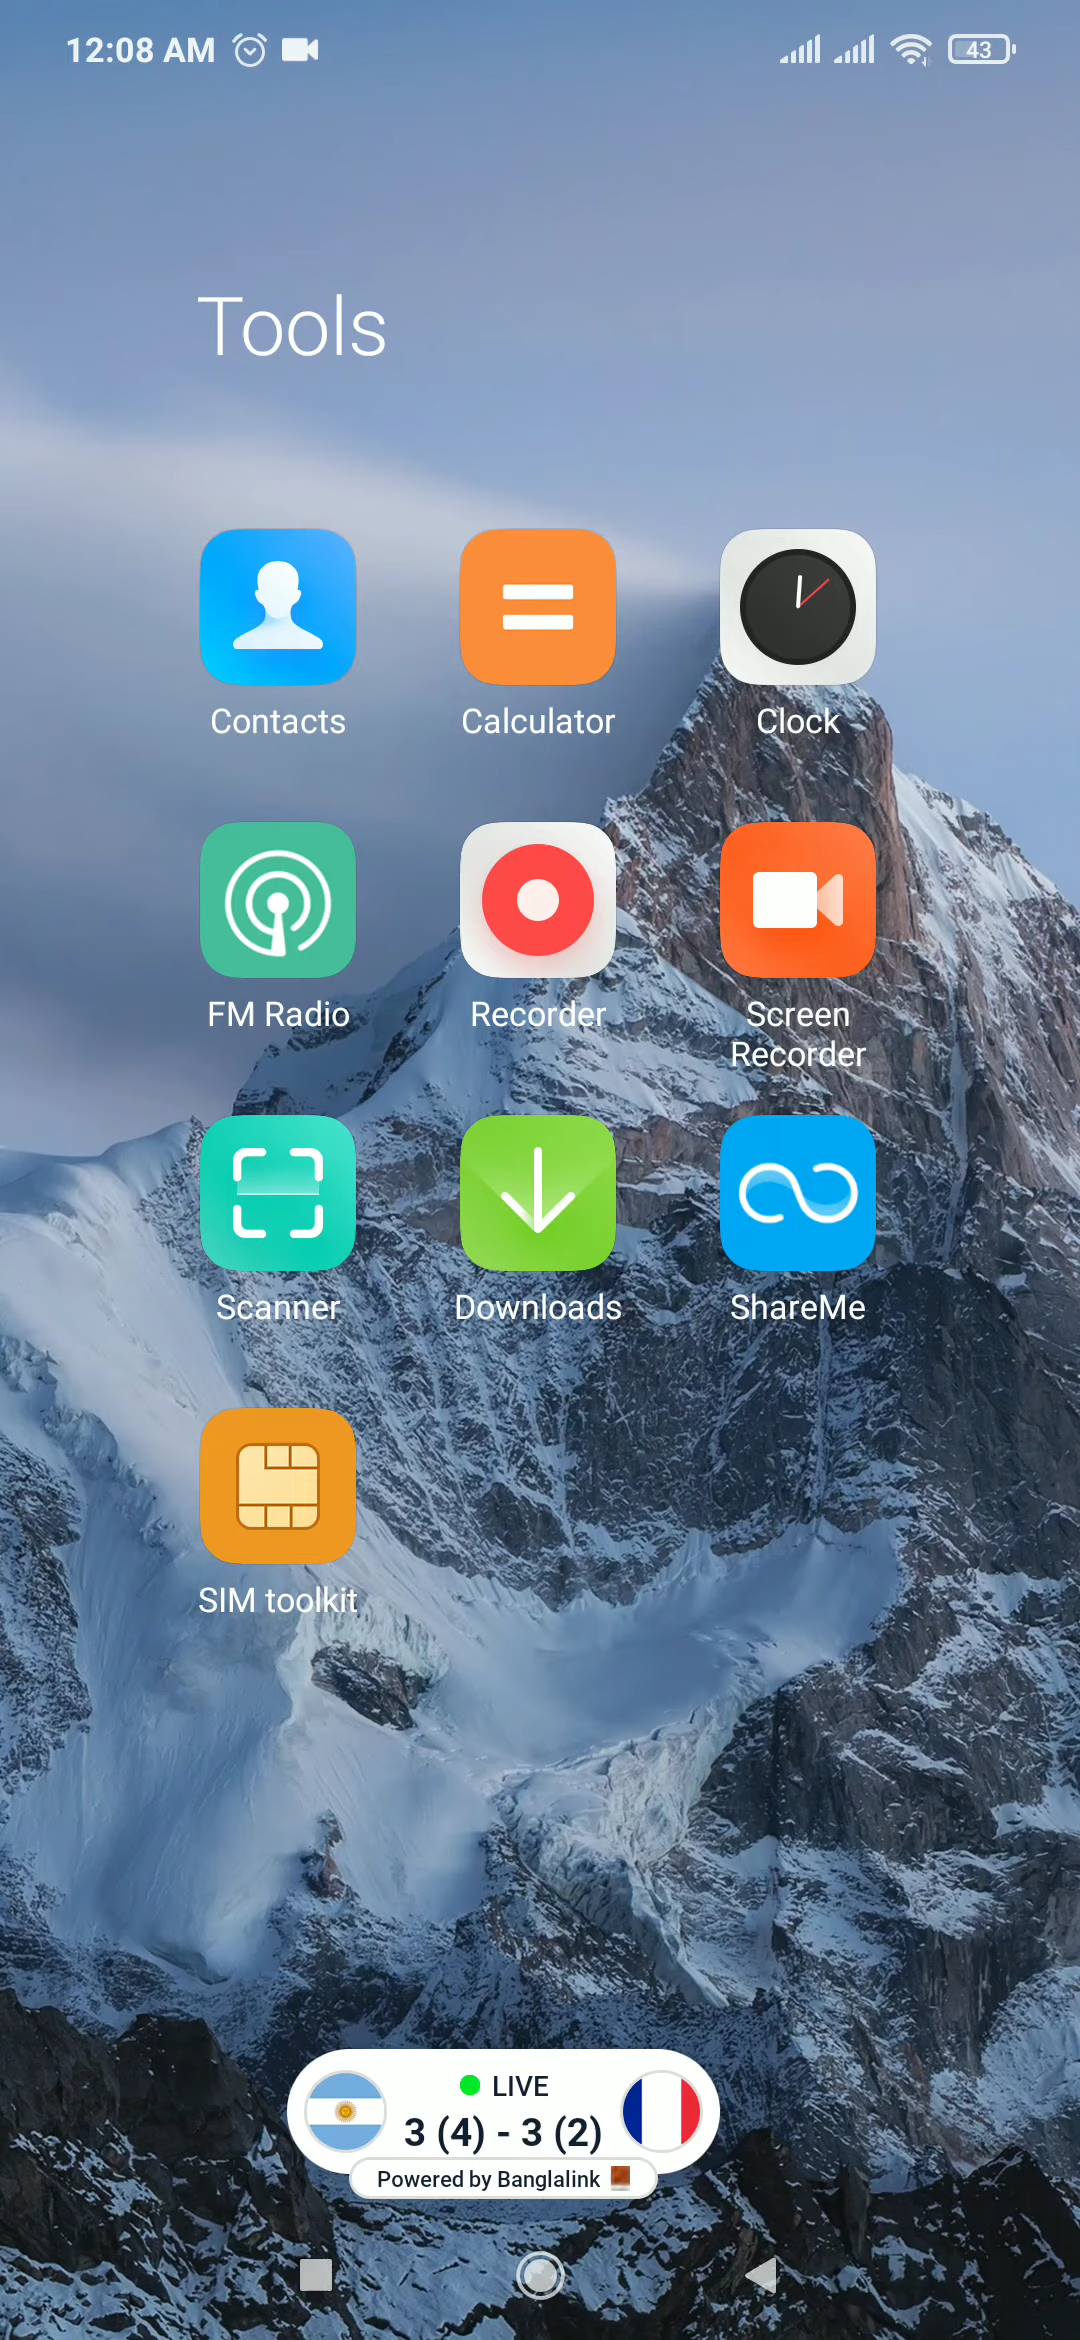 12:08 AM
43
Tools
Contacts
Calculator
Clock
FM Radio
Recorder
Screen
Recorder
Scanner
Downloads
ShareMe
SIM toolkit
LIVE
3 (4) - 3 (2)
Powered by Banglalink